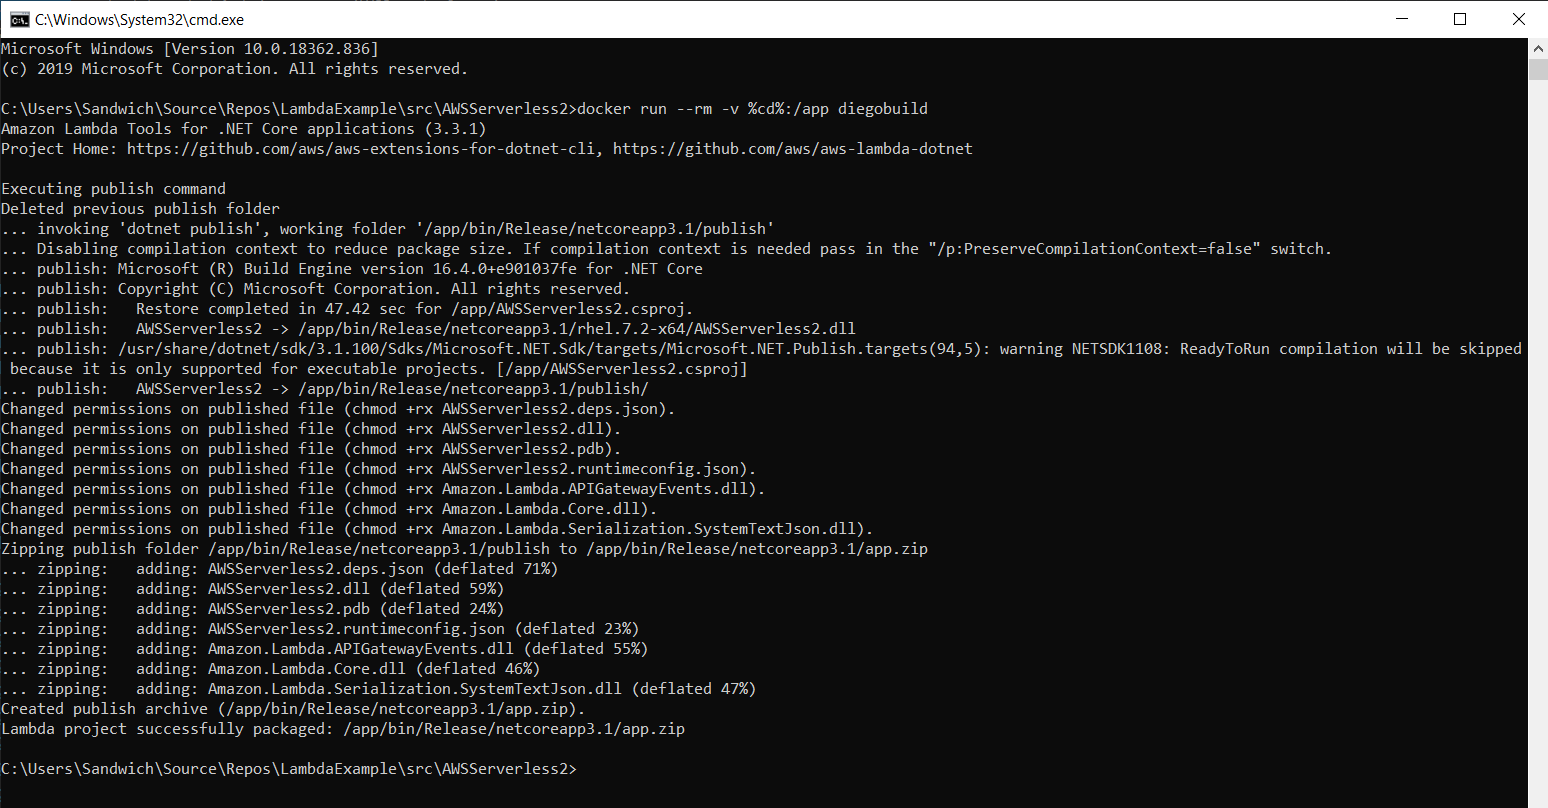 C:\Windows\System32\cmd.exe
Microsoft Windows [Version 10.0.18362.836]
(c) 2019 Microsoft Corporation. All rights reserved.
C:\Users\Sandwich\Source\Repos\LambdaExample\src\AWSServerless2>docker run --rm -v %cd%:/app diegobuild
Amazon Lambda Tools for .NET Core applications (3.3.1)
Project Home: https://github.com/aws/aws-extensions-for-dotnet-cli, https://github.com/aws/aws-lambda-dotnet
Executing publish command
Deleted previous publish folder
... invoking 'dotnet publish', working folder '/app/bin/Release/netcoreapp3.1/publish'
... Disabling compilation context to reduce package size. If compilation context is needed pass in the "/p:PreserveCompilationContext=false" switch.
... publish: Microsoft (R) Build Engine version 16.4.0+e901037fe for .NET Core
... publish: Copyright (C) Microsoft Corporation. All rights reserved.
... publish:   Restore completed in 47.42 sec for /app/AWSServerless2.csproj.
... publish:   AWSServerless2 -> /app/bin/Release/netcoreapp3.1/rhel.7.2-x64/AWSServerless2.dll
... publish: /usr/share/dotnet/sdk/3.1.100/Sdks/Microsoft.NET.Sdk/targets/Microsoft.NET.Publish.targets(94,5): warning NETSDK1108: ReadyToRun compilation will be skipped
 because it is only supported for executable projects. [/app/AWSServerless2.csproj]
... publish:   AWSServerless2 -> /app/bin/Release/netcoreapp3.1/publish/
Changed permissions on published file (chmod +rx AWSServerless2.deps.json).
Changed permissions on published file (chmod +rx AWSServerless2.dll).
Changed permissions on published file (chmod +rx AWSServerless2.pdb).
Changed permissions on published file (chmod +rx AWSServerless2.runtimeconfig.json).
Changed permissions on published file (chmod +rx Amazon.Lambda.APIGatewayEvents.dll).
Changed permissions on published file (chmod +rx Amazon.Lambda.Core.dll).
Changed permissions on published file (chmod +rx Amazon.Lambda.Serialization.SystemTextJson.dll).
Zipping publish folder /app/bin/Release/netcoreapp3.1/publish to /app/bin/Release/netcoreapp3.1/app.zip
... zipping:   adding: AWSServerless2.deps.json (deflated 71%)
... zipping:   adding: AWSServerless2.dll (deflated 59%)
... zipping:   adding: AWSServerless2.pdb (deflated 24%)
... zipping:   adding: AWSServerless2.runtimeconfig.json (deflated 23%)
... zipping:   adding: Amazon.Lambda.APIGatewayEvents.dll (deflated 55%)
... zipping:   adding: Amazon.Lambda.Core.dll (deflated 46%)
... zipping:   adding: Amazon.Lambda.Serialization.SystemTextJson.dll (deflated 47%)
Created publish archive (/app/bin/Release/netcoreapp3.1/app.zip).
Lambda project successfully packaged: /app/bin/Release/netcoreapp3.1/app.zip
C:\Users\Sandwich\Source\Repos\LambdaExample\src\AWSServerless2>